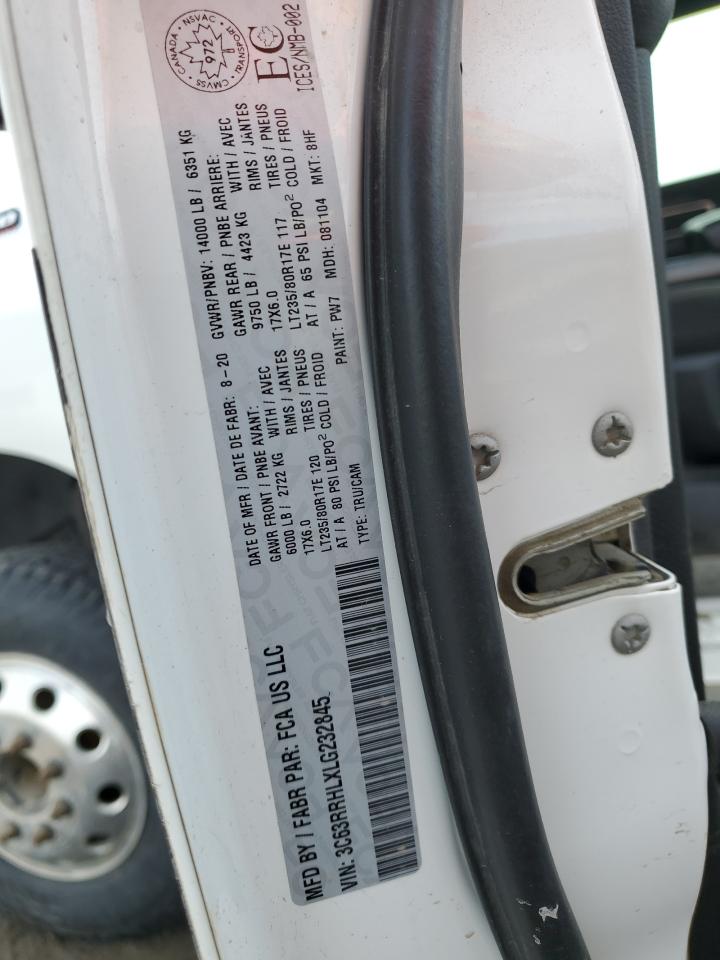 MFD BY / FABR PAR: FCA US LLC
DATE OF MFR / DATE DE FABR: 8-20
GVWR/PNBV: 14000 LB / 6351 KG
GAWR FRONT / PNBE AVANT:
6000 LB / 2722 KG WITH / AVEC
17X6.0 RIMS / JANTES
LT235/80R17E 120 TIRES / PNEUS
AT / A 80 PSI LB/PO² COLD / FROID
GAWR REAR / PNBE ARRIERE:
9750 LB / 4423 KG WITH / AVEC
17X6.0 RIMS / JANTES
LT235/80R17E 117 TIRES / PNEUS
AT / A 65 PSI LB/PO² COLD / FROID
VIN: 3C63RRHLXLG232845
TYPE: TRU/CAM
PAINT: PW7
MDH: 081104
MKT: 8HF
CANADA NSVAC
972
CMVSS TRANSPORT
EC
ICES/NMB-002